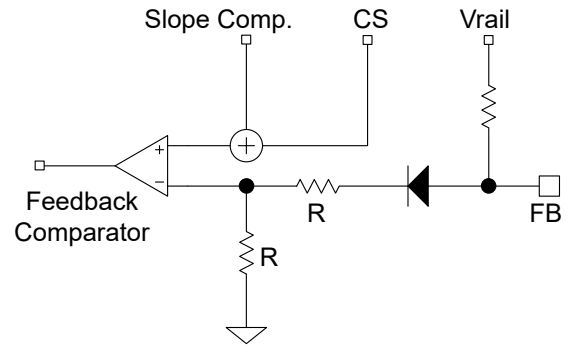 Slope Comp.
CS
Vrail
+
+
−
Feedback
Comparator
R
FB
R